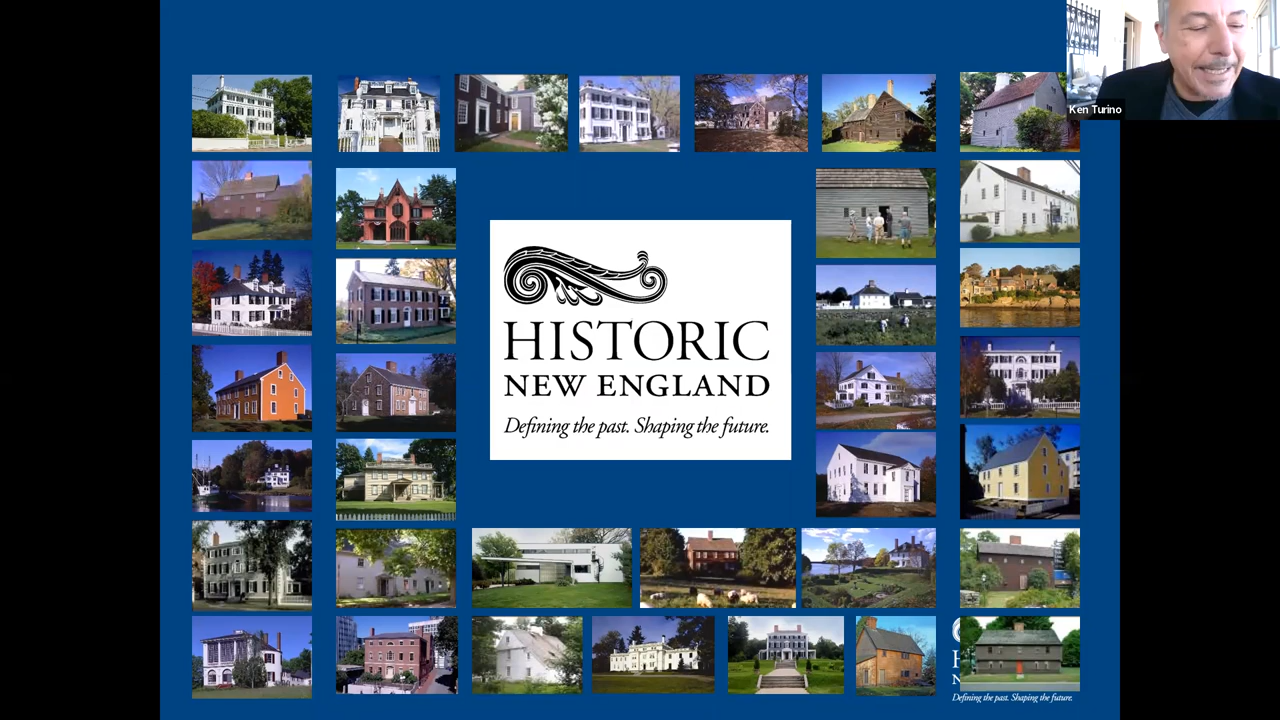 Ken Turino
HISTORIC
NEW ENGLAND
Defining the past. Shaping the future.
Defining the past. Shaping the future.